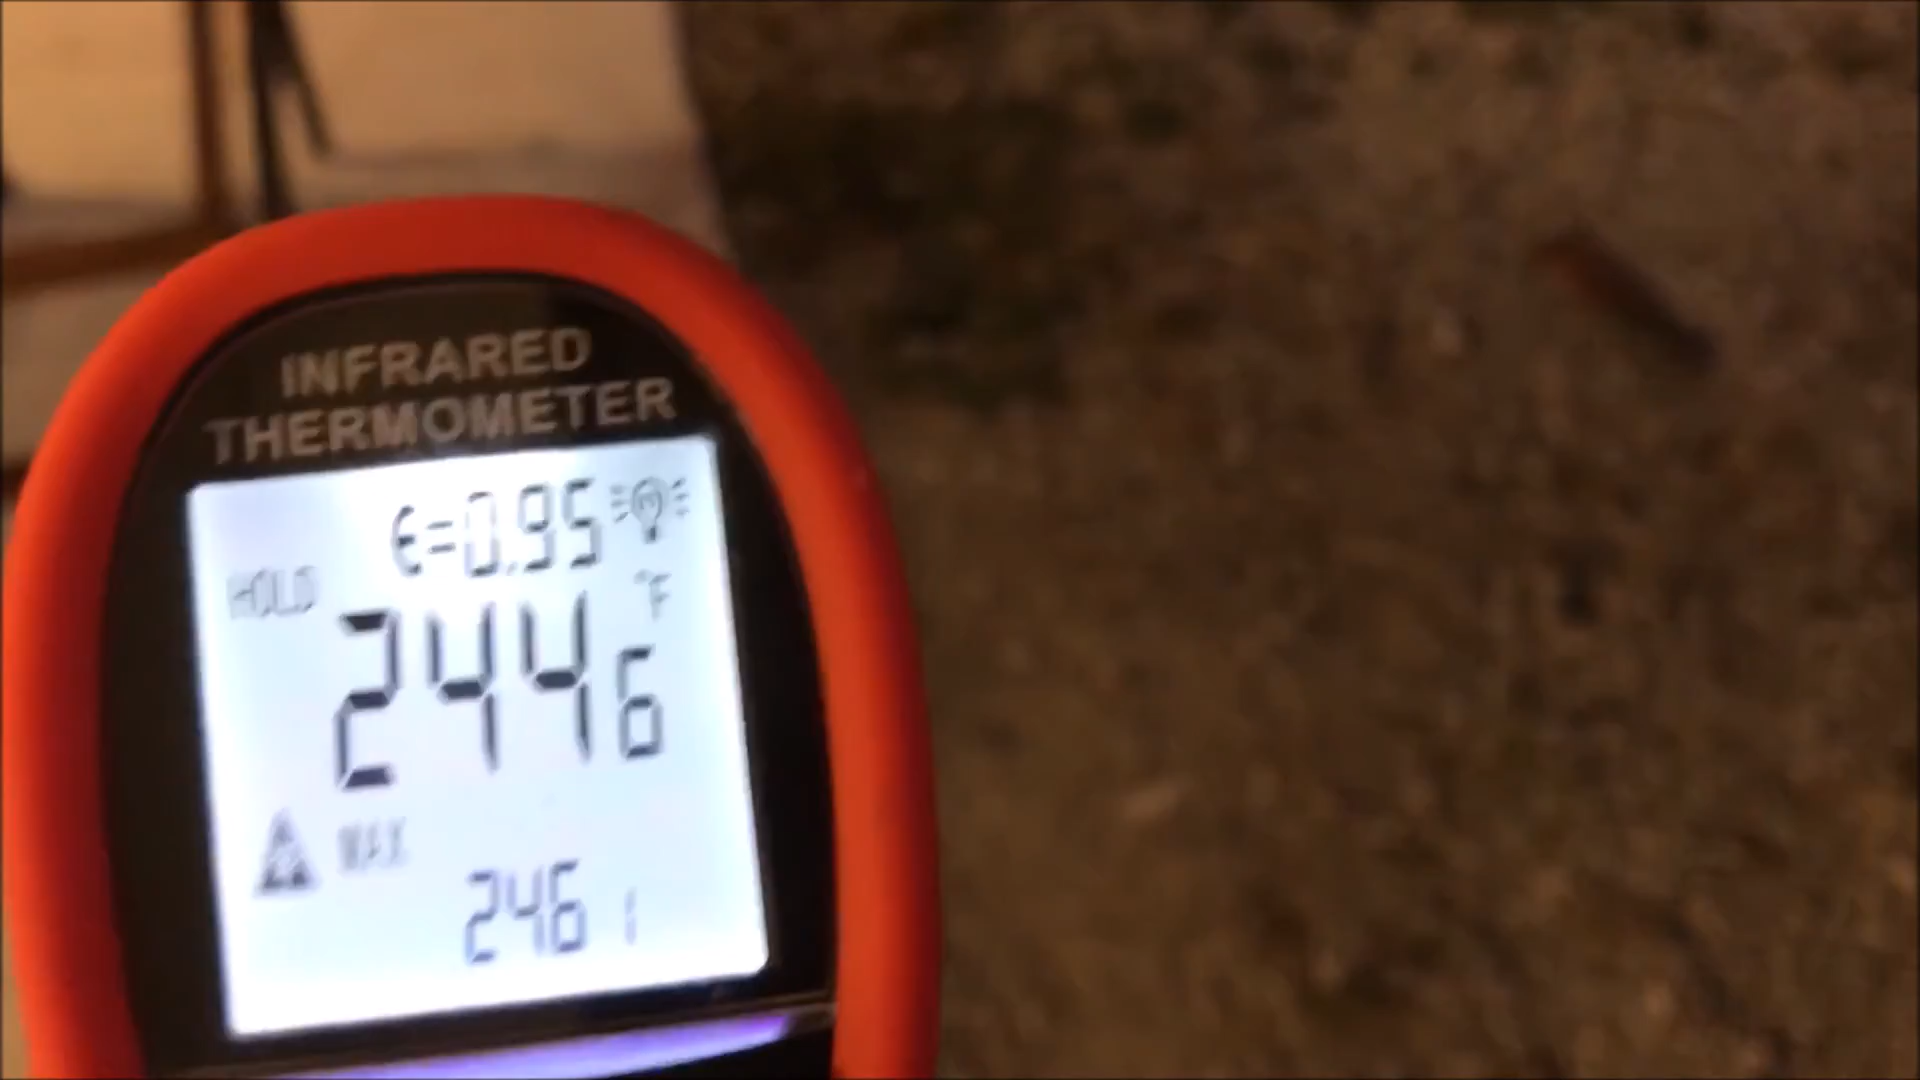 INFRARED
THERMOMETER
€=0.95
HOLD
°F
244.6
MAX
246.1